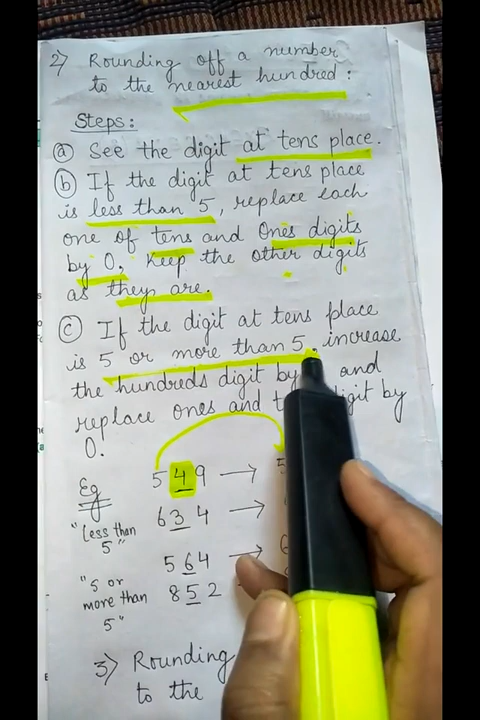 2) Rounding off a number
to the nearest hundred :
Steps :
(a) See the digit at tens place.
(b) If the digit at tens place
is less than 5, replace each
one of tens and Ones digits
by 0. Keep the other digits
as they are.
(c) If the digit at tens place
is 5 or more than 5, increase
the hundreds digit by and
replace ones and digit by
0.
Eg 549 → 5
"less than 5" 634 →
564 → 6
"5 or more than 5" 852
3) Rounding
to the